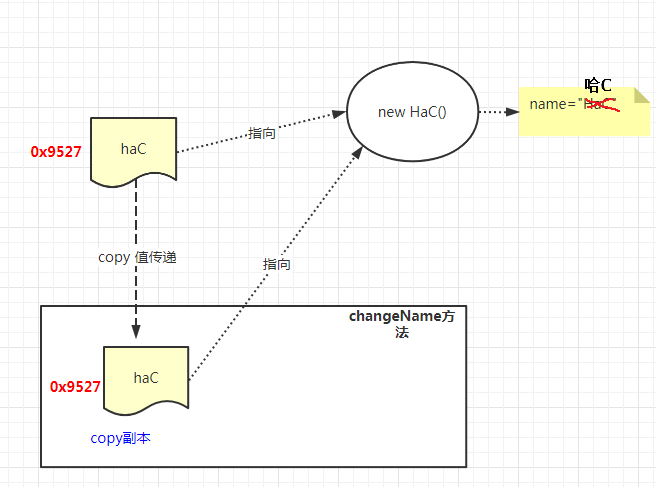 哈C
name="HaC"
new HaC()
指向
0x9527
haC
copy 值传递
指向
changeName方
法
haC
0x9527
copy副本